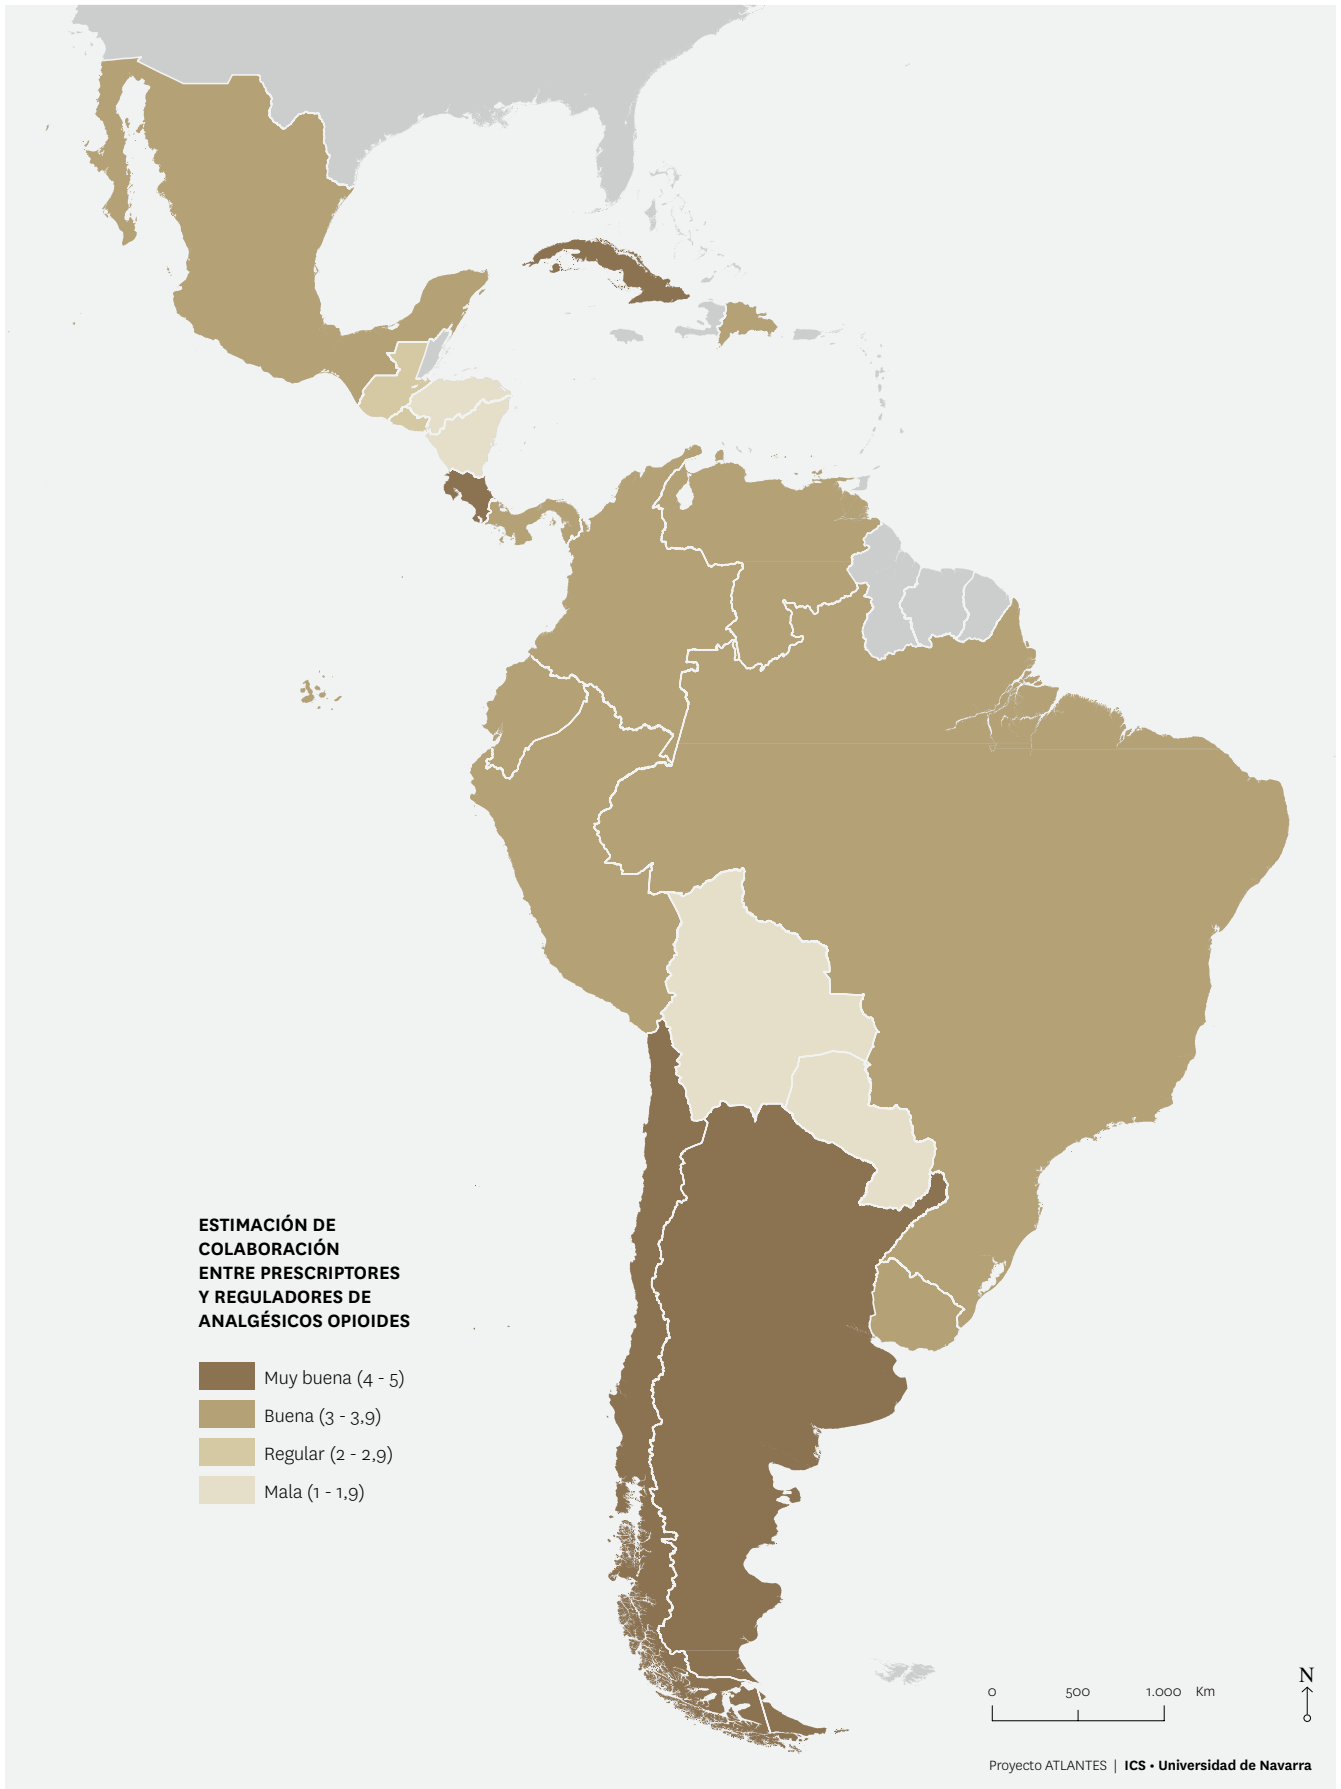 ESTIMACIÓN DE
COLABORACIÓN
ENTRE PRESCRIPTORES
Y REGULADORES DE
ANALGÉSICOS OPIOIDES
Muy buena (4 - 5)
Buena (3 - 3,9)
Regular (2 - 2,9)
Mala (1 - 1,9)
N
0 500 1.000 Km
Proyecto ATLANTES | ICS • Universidad de Navarra